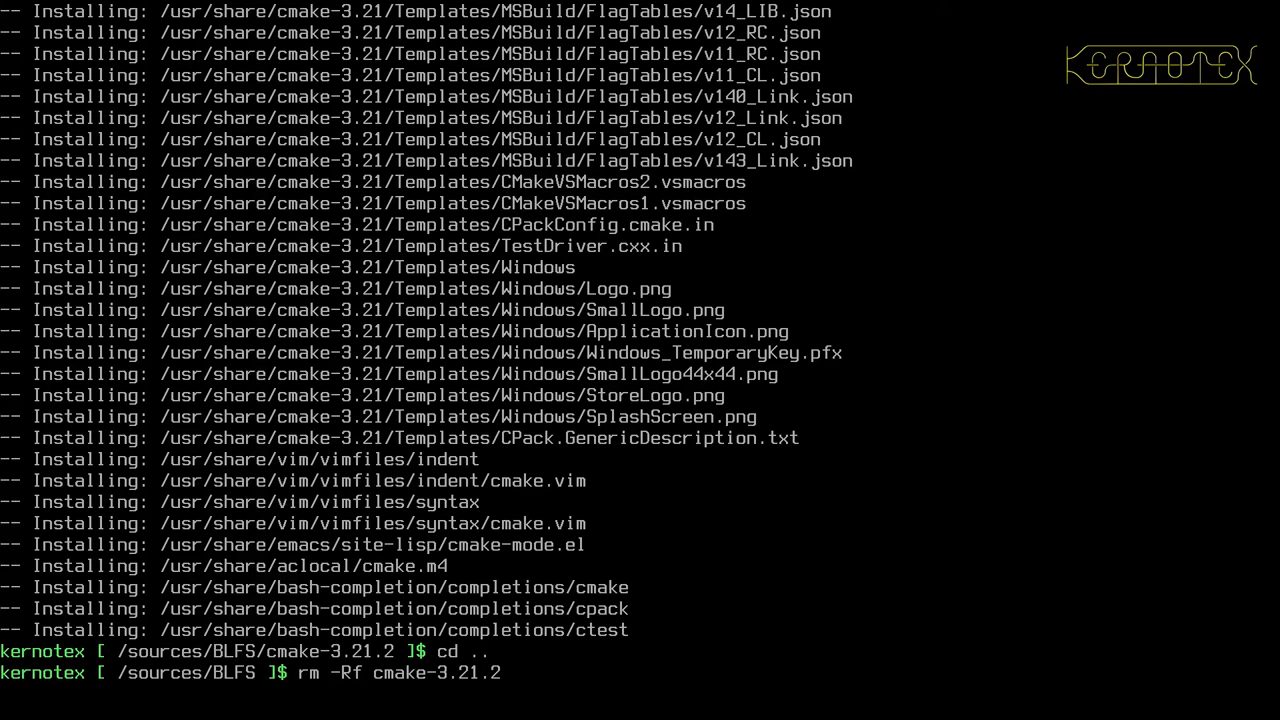 -- Installing: /usr/share/cmake-3.21/Templates/MSBuild/FlagTables/v14_LIB.json
-- Installing: /usr/share/cmake-3.21/Templates/MSBuild/FlagTables/v12_RC.json
-- Installing: /usr/share/cmake-3.21/Templates/MSBuild/FlagTables/v11_RC.json
-- Installing: /usr/share/cmake-3.21/Templates/MSBuild/FlagTables/v11_CL.json
-- Installing: /usr/share/cmake-3.21/Templates/MSBuild/FlagTables/v140_Link.json
-- Installing: /usr/share/cmake-3.21/Templates/MSBuild/FlagTables/v12_Link.json
-- Installing: /usr/share/cmake-3.21/Templates/MSBuild/FlagTables/v12_CL.json
-- Installing: /usr/share/cmake-3.21/Templates/MSBuild/FlagTables/v143_Link.json
-- Installing: /usr/share/cmake-3.21/Templates/CMakeVSMacros2.vsmacros
-- Installing: /usr/share/cmake-3.21/Templates/CMakeVSMacros1.vsmacros
-- Installing: /usr/share/cmake-3.21/Templates/CPackConfig.cmake.in
-- Installing: /usr/share/cmake-3.21/Templates/TestDriver.cxx.in
-- Installing: /usr/share/cmake-3.21/Templates/Windows
-- Installing: /usr/share/cmake-3.21/Templates/Windows/Logo.png
-- Installing: /usr/share/cmake-3.21/Templates/Windows/SmallLogo.png
-- Installing: /usr/share/cmake-3.21/Templates/Windows/ApplicationIcon.png
-- Installing: /usr/share/cmake-3.21/Templates/Windows/Windows_TemporaryKey.pfx
-- Installing: /usr/share/cmake-3.21/Templates/Windows/SmallLogo44x44.png
-- Installing: /usr/share/cmake-3.21/Templates/Windows/StoreLogo.png
-- Installing: /usr/share/cmake-3.21/Templates/Windows/SplashScreen.png
-- Installing: /usr/share/cmake-3.21/Templates/CPack.GenericDescription.txt
-- Installing: /usr/share/vim/vimfiles/indent
-- Installing: /usr/share/vim/vimfiles/indent/cmake.vim
-- Installing: /usr/share/vim/vimfiles/syntax
-- Installing: /usr/share/vim/vimfiles/syntax/cmake.vim
-- Installing: /usr/share/emacs/site-lisp/cmake-mode.el
-- Installing: /usr/share/aclocal/cmake.m4
-- Installing: /usr/share/bash-completion/completions/cmake
-- Installing: /usr/share/bash-completion/completions/cpack
-- Installing: /usr/share/bash-completion/completions/ctest
kernotex [ /sources/BLFS/cmake-3.21.2 ]$ cd ..
kernotex [ /sources/BLFS ]$ rm -Rf cmake-3.21.2
KERNOTEX